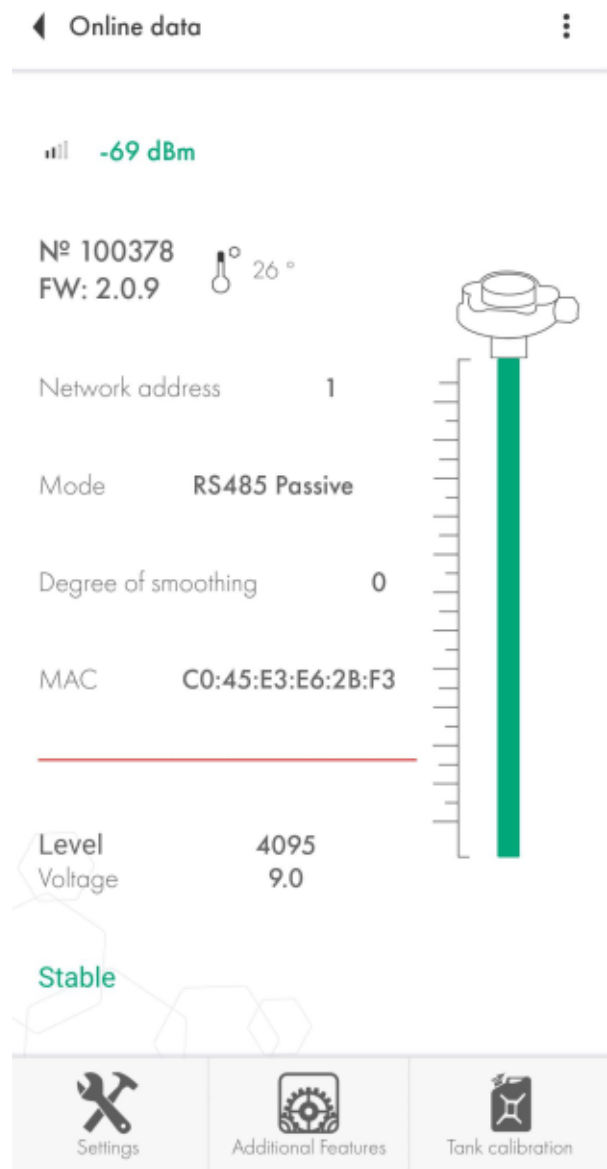 Online data
-69 dBm
№ 100378
26 °
FW: 2.0.9
Network address 1
Mode RS485 Passive
Degree of smoothing 0
MAC C0:45:E3:E6:2B:F3
Level 4095
Voltage 9.0
Stable
Settings Additional Features Tank calibration